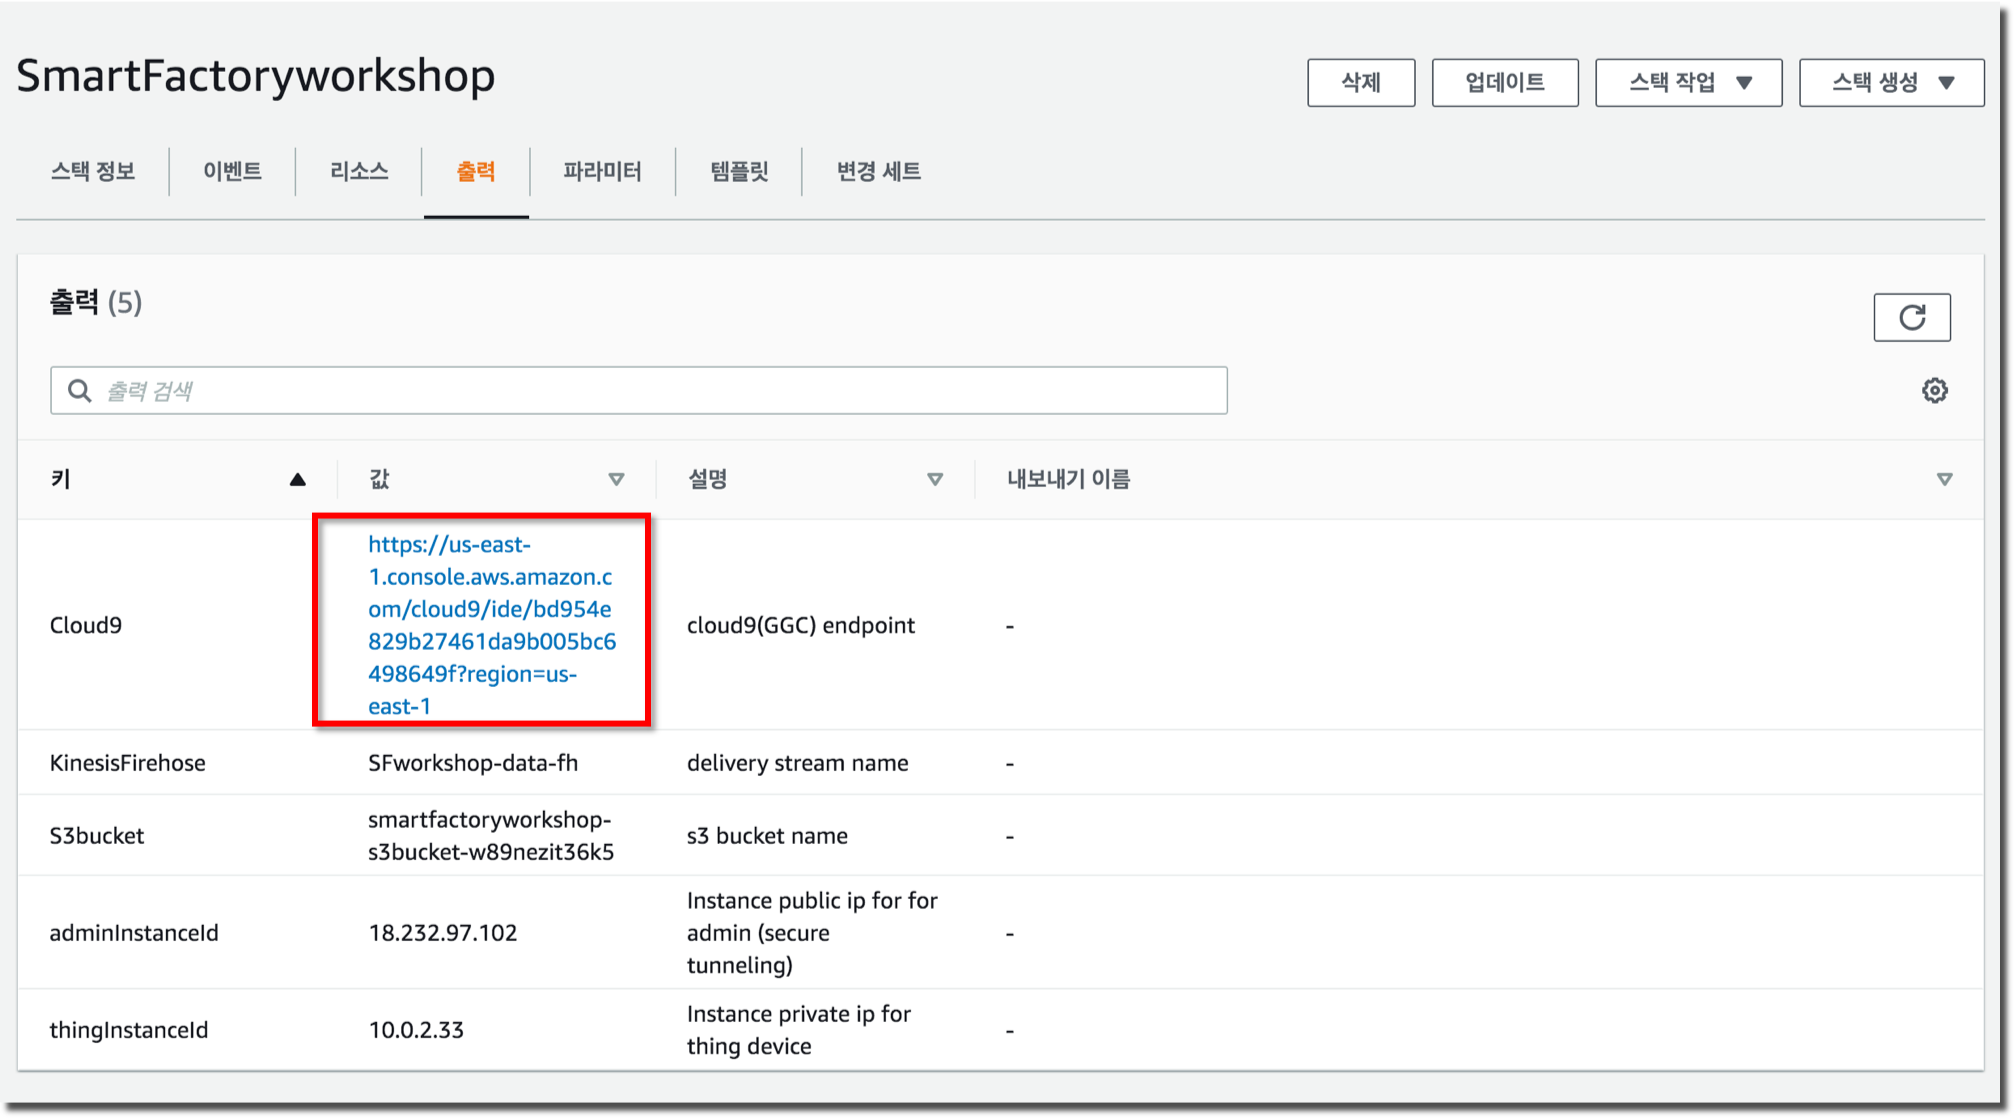 SmartFactoryworkshop
삭제
업데이트
스택 작업
스택 생성
스택 정보
이벤트
리소스
출력
파라미터
템플릿
변경 세트
출력 (5)
출력 검색
키
값
설명
내보내기 이름
Cloud9
https://us-east-
1.console.aws.amazon.c
om/cloud9/ide/bd954e
829b27461da9b005bc6
498649f?region=us-
east-1
cloud9(GGC) endpoint
-
KinesisFirehose
SFworkshop-data-fh
delivery stream name
-
S3bucket
smartfactoryworkshop-
s3bucket-w89nezit36k5
s3 bucket name
-
adminInstanceId
18.232.97.102
Instance public ip for for
admin (secure
tunneling)
-
thingInstanceId
10.0.2.33
Instance private ip for
thing device
-